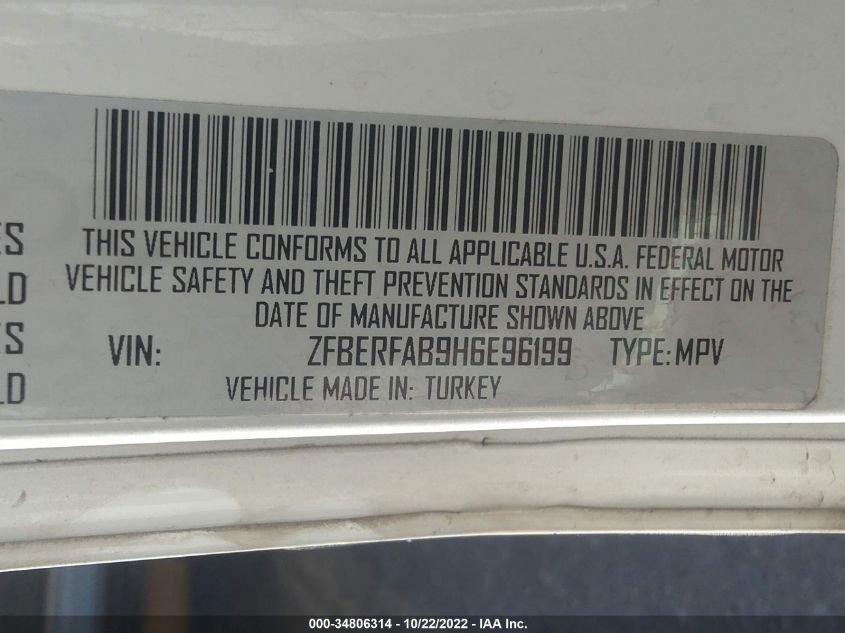 ES
LD
ES
LD
THIS VEHICLE CONFORMS TO ALL APPLICABLE U.S.A. FEDERAL MOTOR
VEHICLE SAFETY AND THEFT PREVENTION STANDARDS IN EFFECT ON THE
DATE OF MANUFACTURE SHOWN ABOVE
VIN: ZFBERFAB9H6E96199 TYPE: MPV
VEHICLE MADE IN: TURKEY
000-34806314 - 10/22/2022 - IAA Inc.